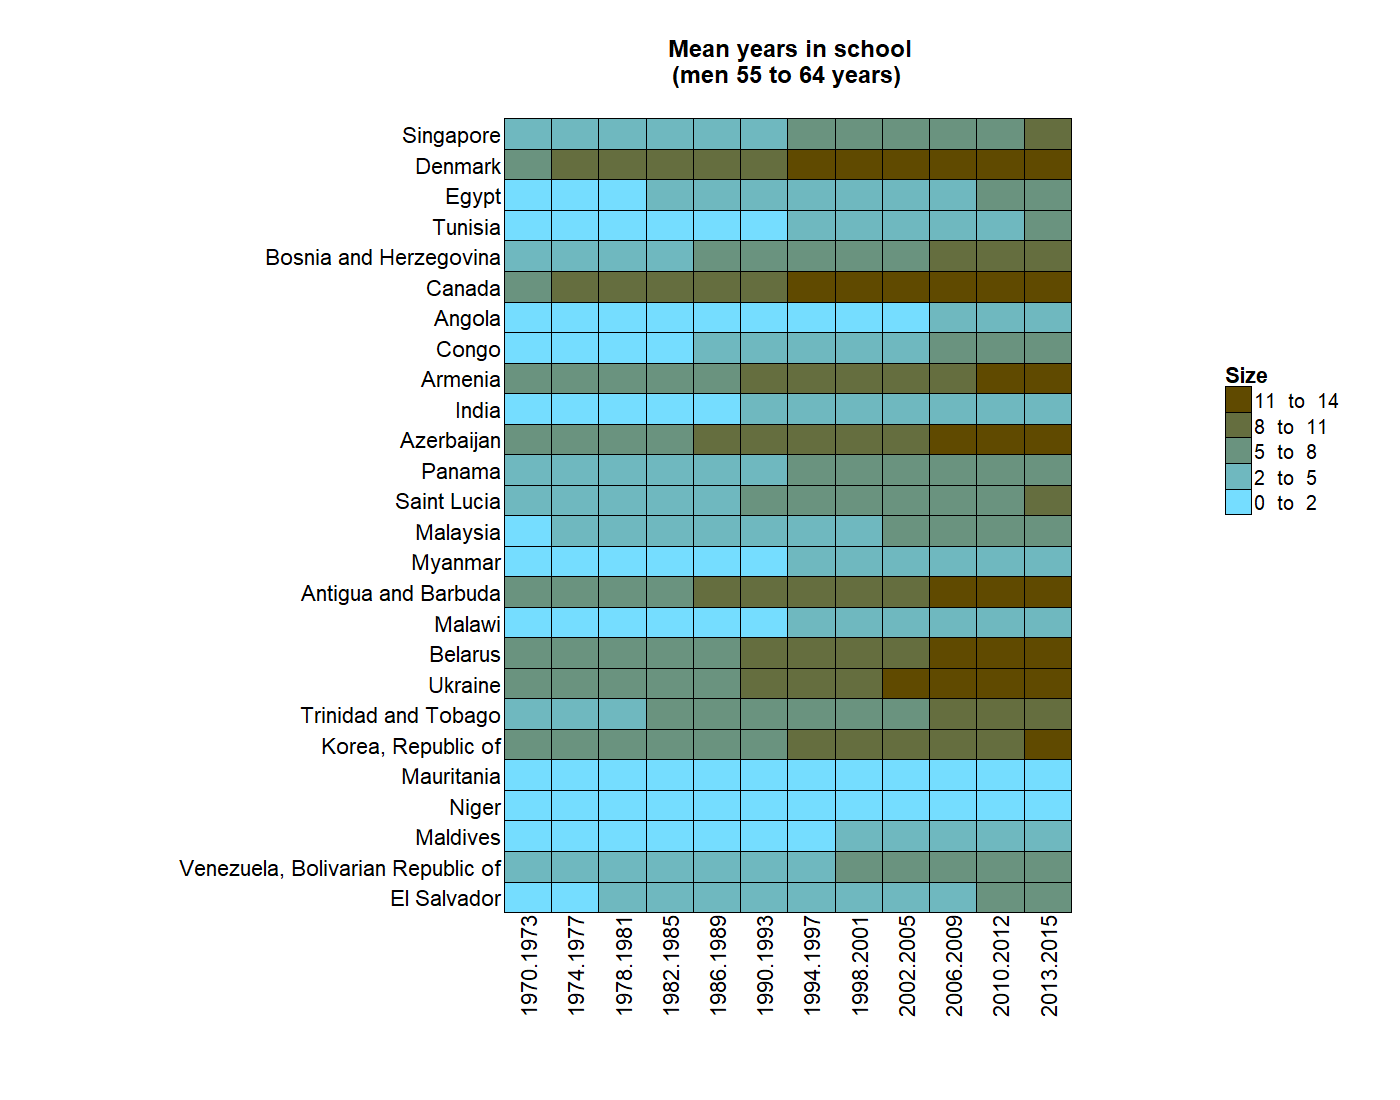 Mean years in school
(men 55 to 64 years)
Singapore
Denmark
Egypt
Tunisia
Bosnia and Herzegovina
Canada
Angola
Congo
Armenia
India
Azerbaijan
Panama
Saint Lucia
Malaysia
Myanmar
Antigua and Barbuda
Malawi
Belarus
Ukraine
Trinidad and Tobago
Korea, Republic of
Mauritania
Niger
Maldives
Venezuela, Bolivarian Republic of
El Salvador
1970.1973
1974.1977
1978.1981
1982.1985
1986.1989
1990.1993
1994.1997
1998.2001
2002.2005
2006.2009
2010.2012
2013.2015
Size
11 to 14
8 to 11
5 to 8
2 to 5
0 to 2